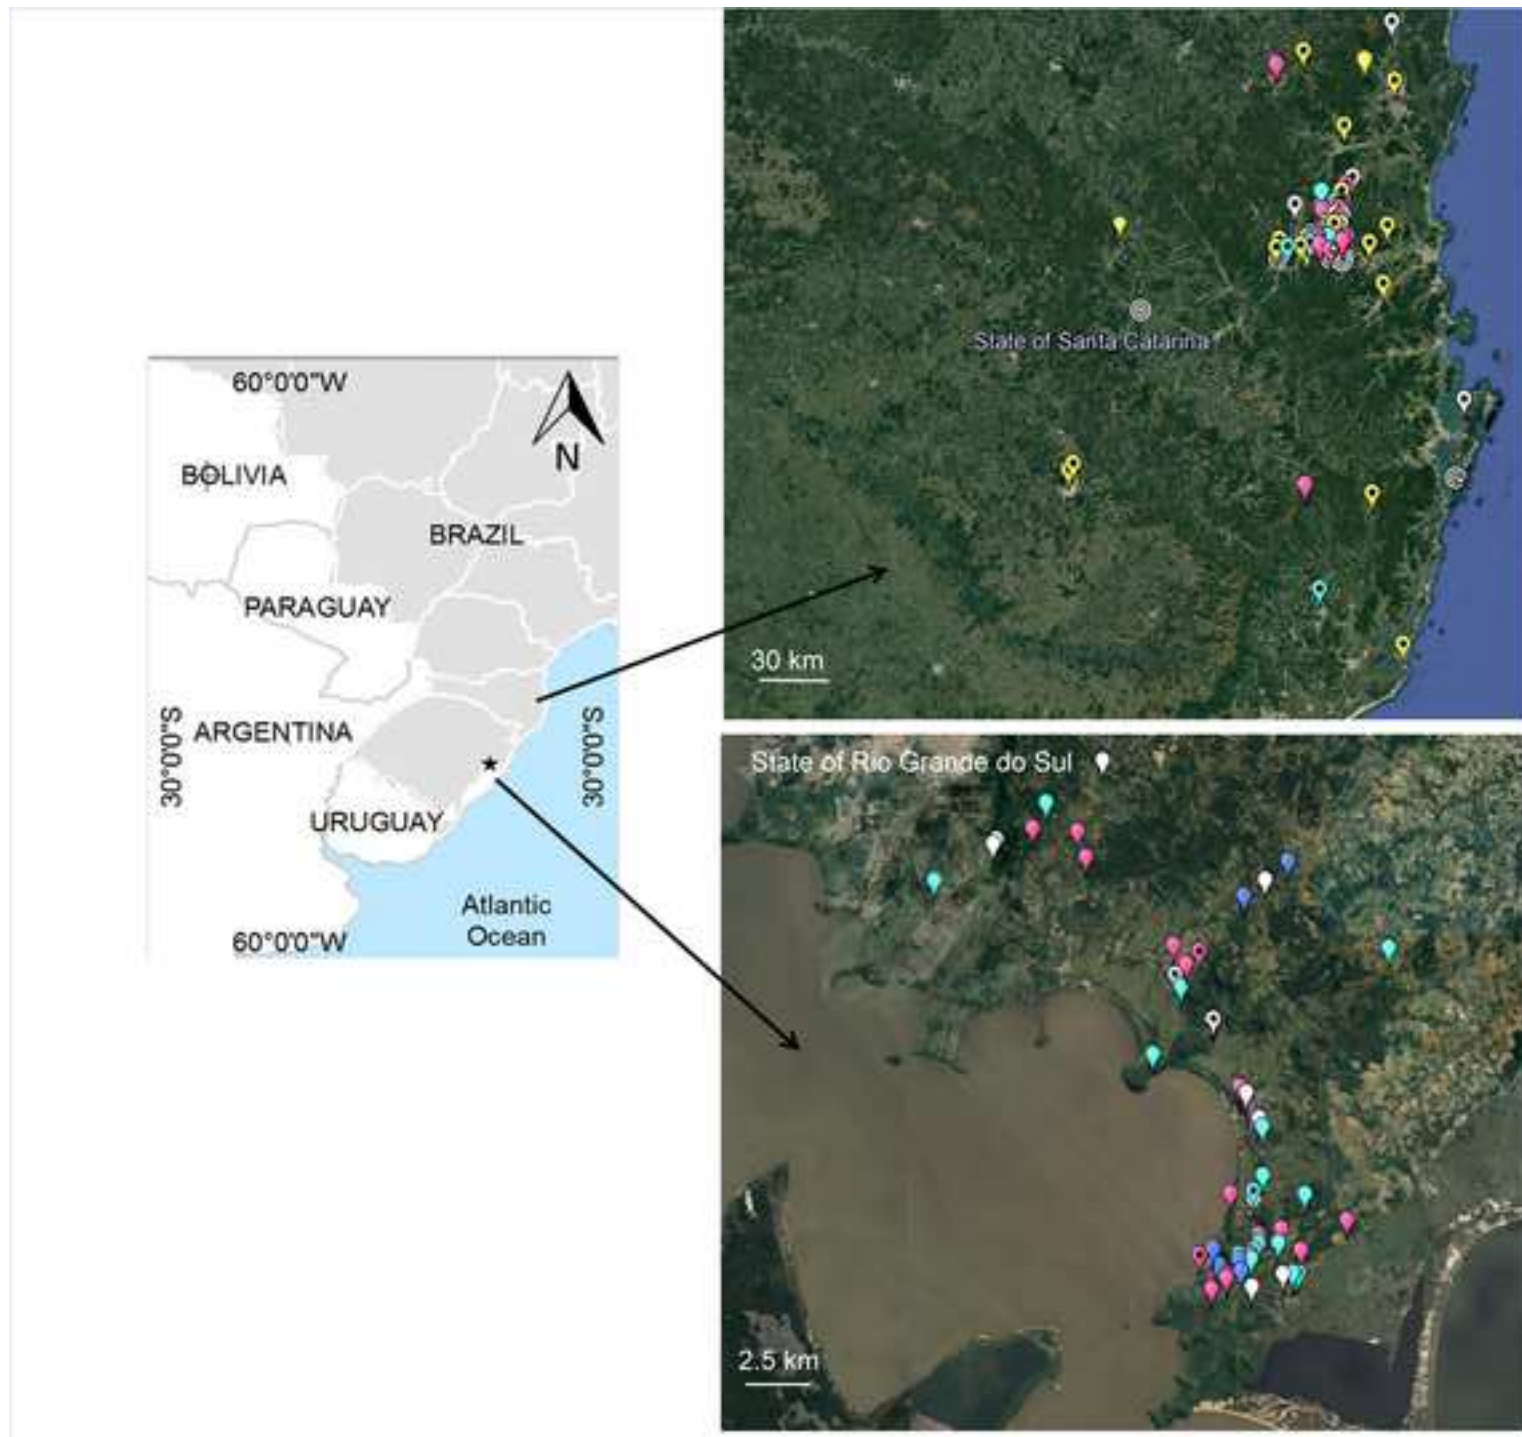 60°0'0"W
N
BOLIVIA
BRAZIL
PARAGUAY
ARGENTINA
30°0'0"S
30°0'0"S
URUGUAY
Atlantic
Ocean
60°0'0"W
State of Santa Catarina
30 km
State of Rio Grande do Sul
2.5 km